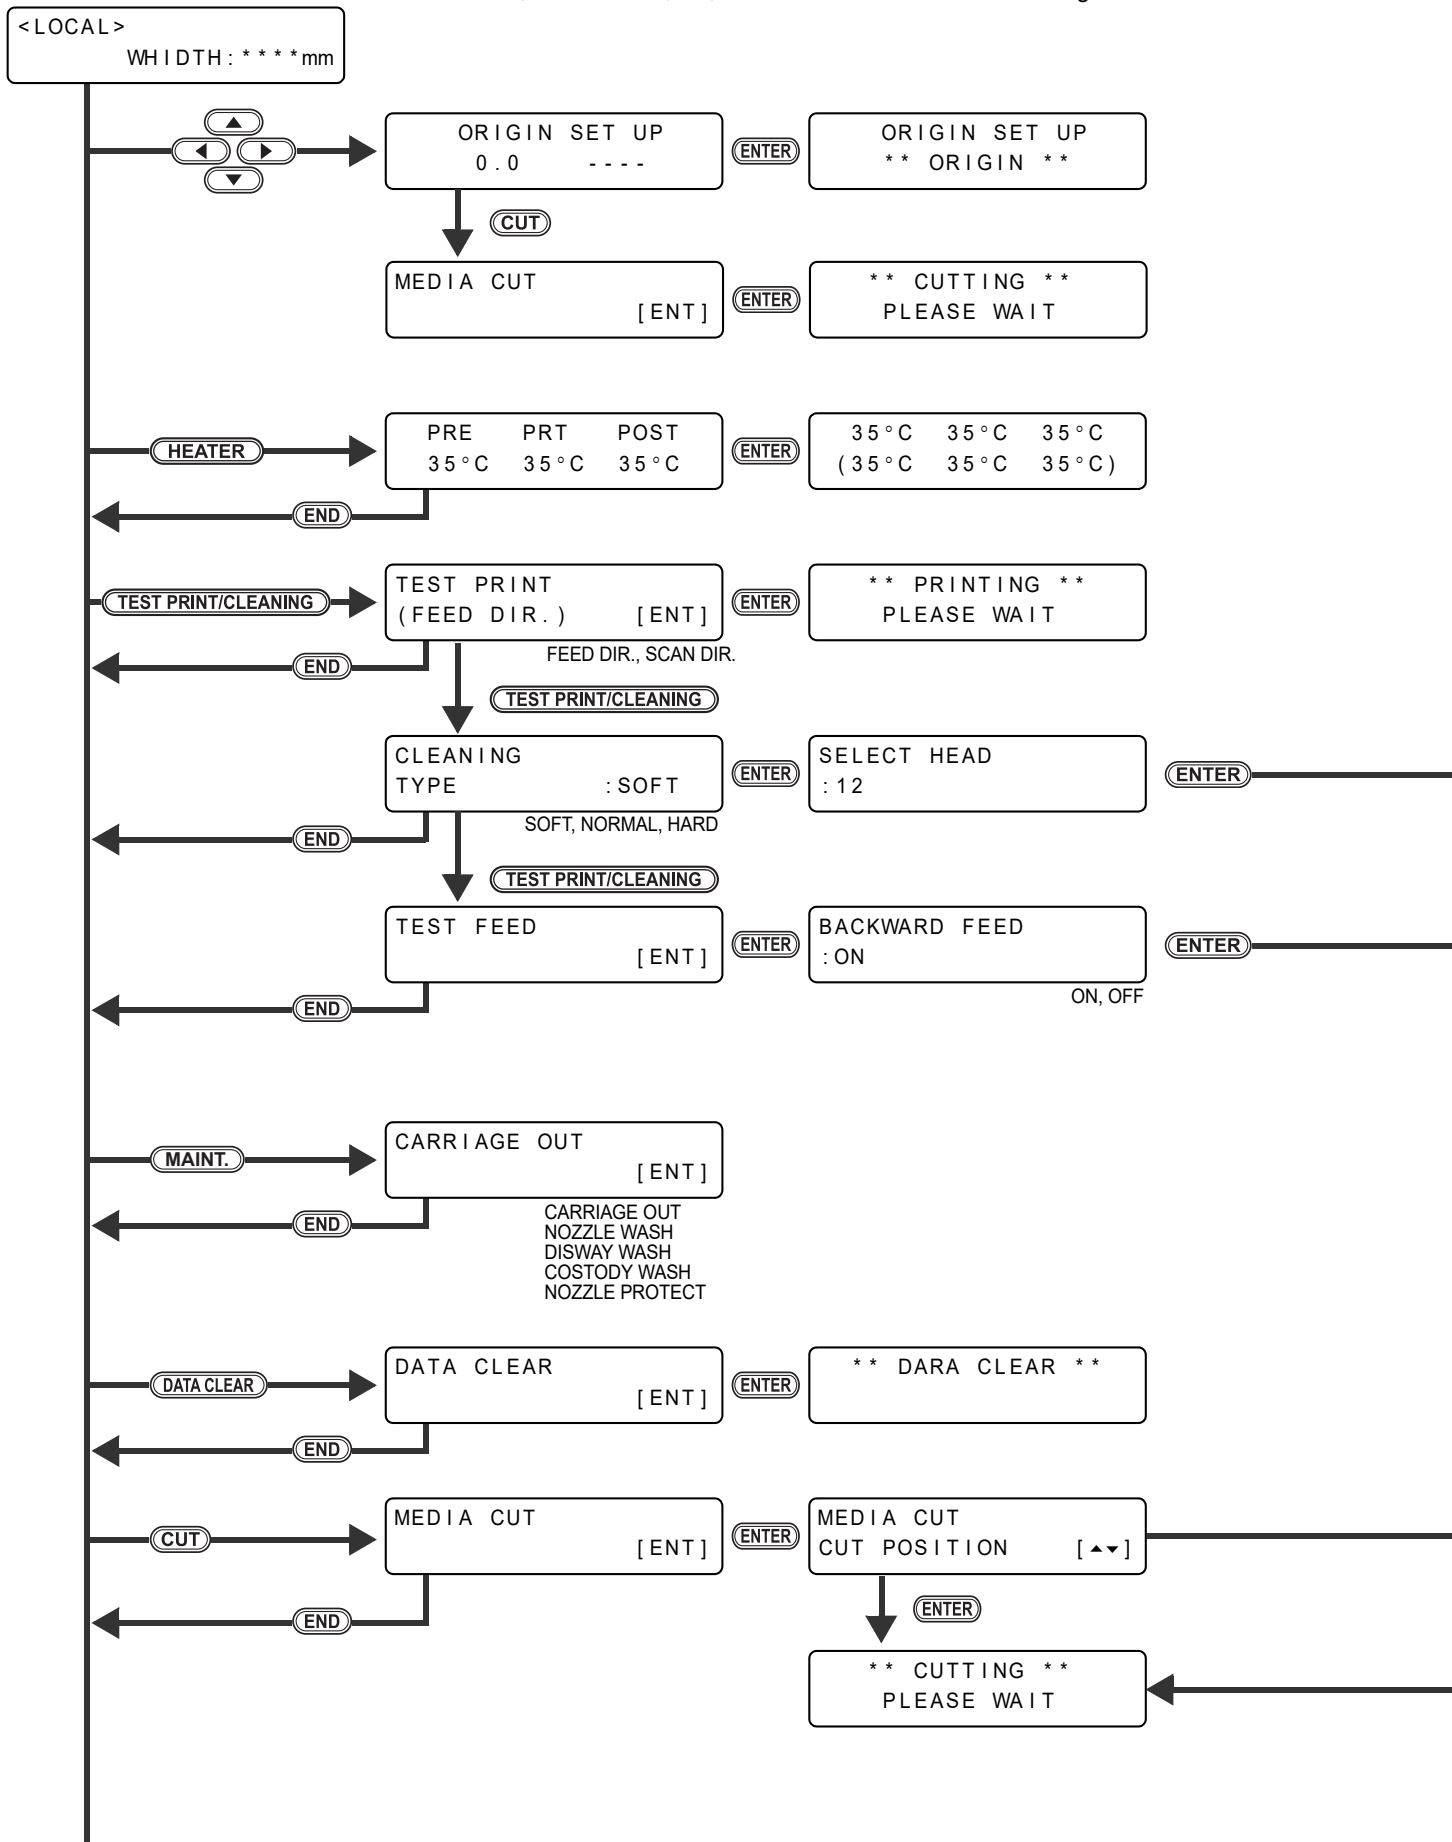 <LOCAL>
WHIDTH:****mm
ORIGIN SET UP
0.0 ----
ENTER
ORIGIN SET UP
** ORIGIN **
CUT
MEDIA CUT
[ENT]
ENTER
** CUTTING **
PLEASE WAIT
HEATER
PRE PRT POST
35°C 35°C 35°C
ENTER
35°C 35°C 35°C
(35°C 35°C 35°C)
END
TEST PRINT/CLEANING
TEST PRINT
(FEED DIR.) [ENT]
ENTER
** PRINTING **
PLEASE WAIT
FEED DIR., SCAN DIR.
END
TEST PRINT/CLEANING
CLEANING
TYPE :SOFT
ENTER
SELECT HEAD
:12
ENTER
SOFT, NORMAL, HARD
END
TEST PRINT/CLEANING
TEST FEED
[ENT]
ENTER
BACKWARD FEED
:ON
ENTER
ON, OFF
END
MAINT.
CARRIAGE OUT
[ENT]
END
CARRIAGE OUT
NOZZLE WASH
DISWAY WASH
COSTODY WASH
NOZZLE PROTECT
DATA CLEAR
DATA CLEAR
[ENT]
ENTER
** DARA CLEAR **
END
CUT
MEDIA CUT
[ENT]
ENTER
MEDIA CUT
CUT POSITION [▲▼]
END
ENTER
** CUTTING **
PLEASE WAIT